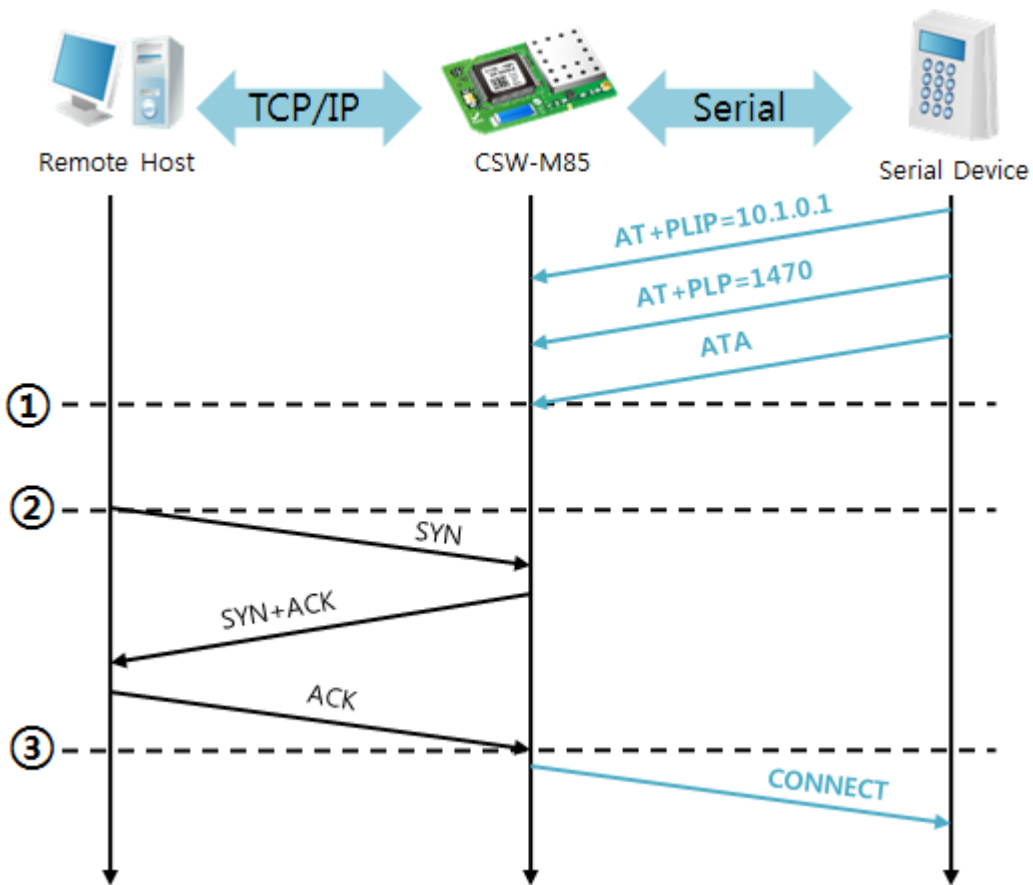 TCP/IP
Serial
Remote Host
CSW-M85
Serial Device
AT+PLIP=10.1.0.1
AT+PLP=1470
ATA
①
②
SYN
SYN+ACK
ACK
③
CONNECT